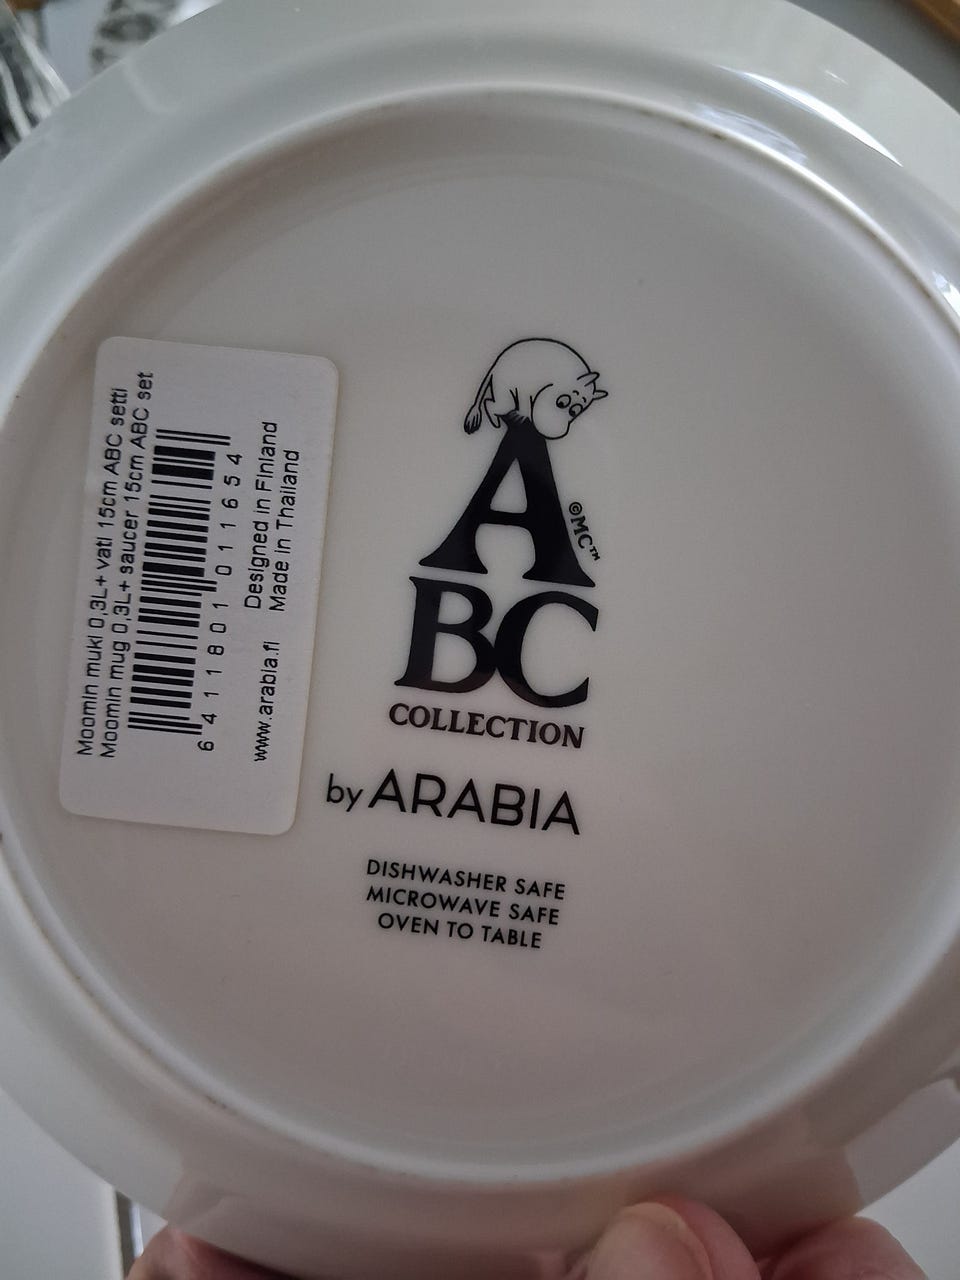 Moomin muki 0,3L+ vati 15cm ABC setti
Moomin mug 0,3L+ saucer 15cm ABC set
6 411801 011654
www.arabia.fi
Designed in Finland
Made in Thailand
A
©MC™
BC
COLLECTION
by ARABIA
DISHWASHER SAFE
MICROWAVE SAFE
OVEN TO TABLE